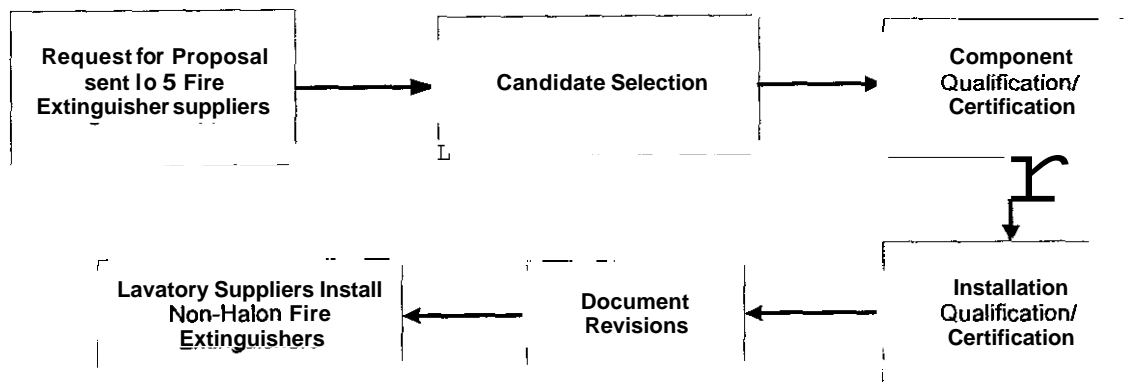 Request for Proposal
sent lo 5 Fire
Extinguisher suppliers
Candidate Selection
Component
Qualification/
Certification
L
r
Installation
Qualification/
Certification
Document
Revisions
Lavatory Suppliers Install
Non-Halon Fire
Extinguishers